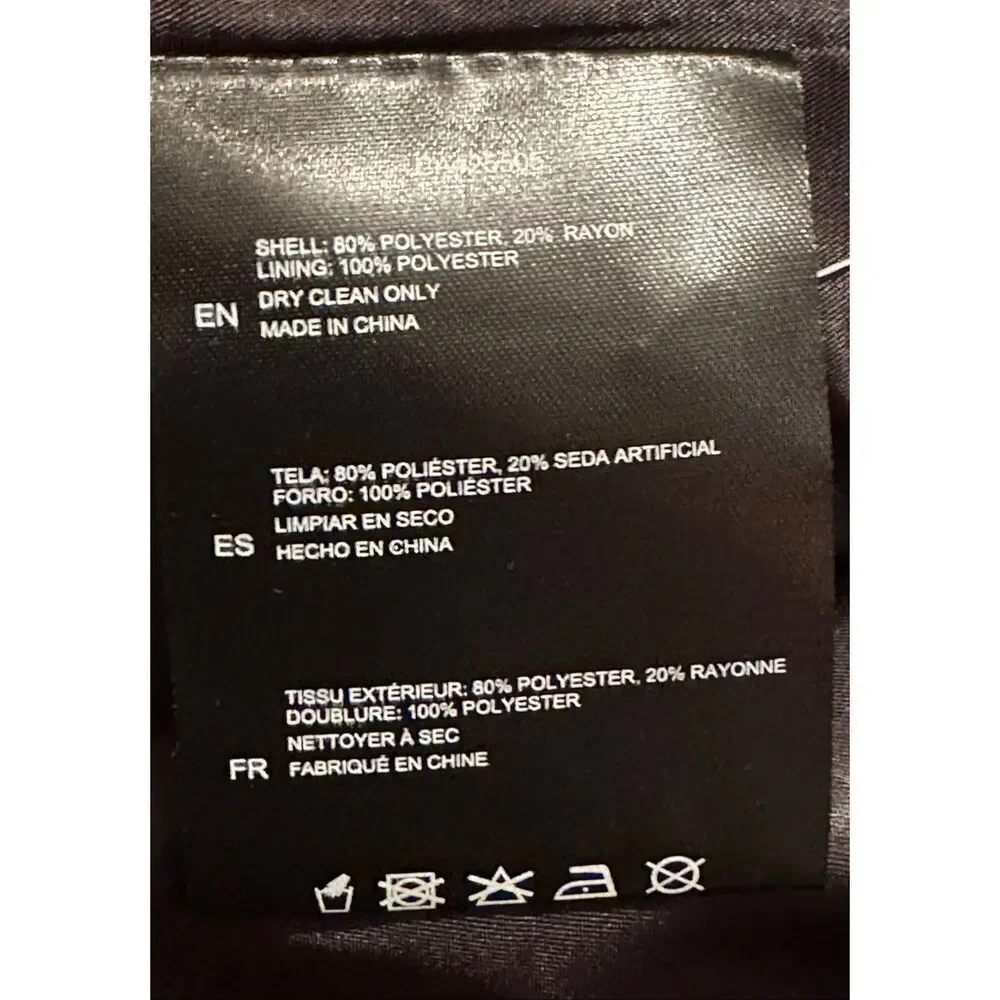 SHELL: 80% POLYESTER, 20% RAYON
LINING: 100% POLYESTER
DRY CLEAN ONLY
EN
MADE IN CHINA
TELA: 80% POLIÉSTER, 20% SEDA ARTIFICIAL
FORRO: 100% POLIÉSTER
LIMPIAR EN SECO
ES
HECHO EN CHINA
TISSU EXTÉRIEUR: 80% POLYESTER, 20% RAYONNE
DOUBLURE: 100% POLYESTER
NETTOYER À SEC
FR
FABRIQUÉ EN CHINE